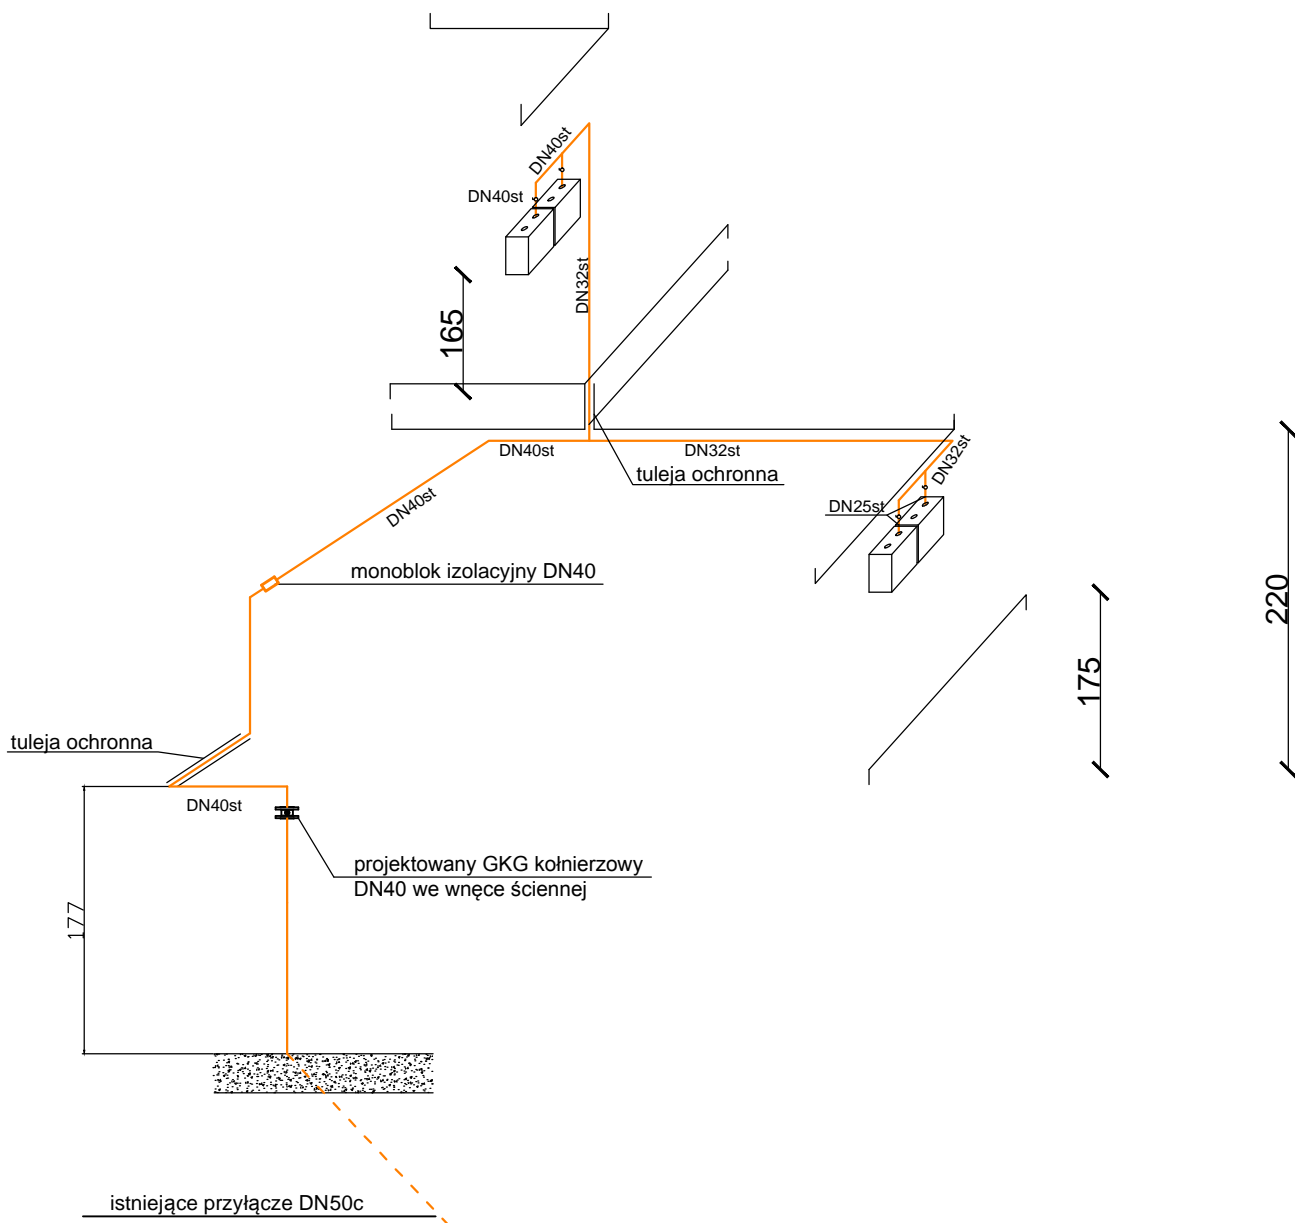 DN40st
DN40st
DN32st
165
DN40st
DN32st
tuleja ochronna
DN32st
DN25st
DN40st
monoblok izolacyjny DN40
220
175
tuleja ochronna
DN40st
projektowany GKG kołnierzowy
DN40 we wnęce ściennej
177
istniejące przyłącze DN50c